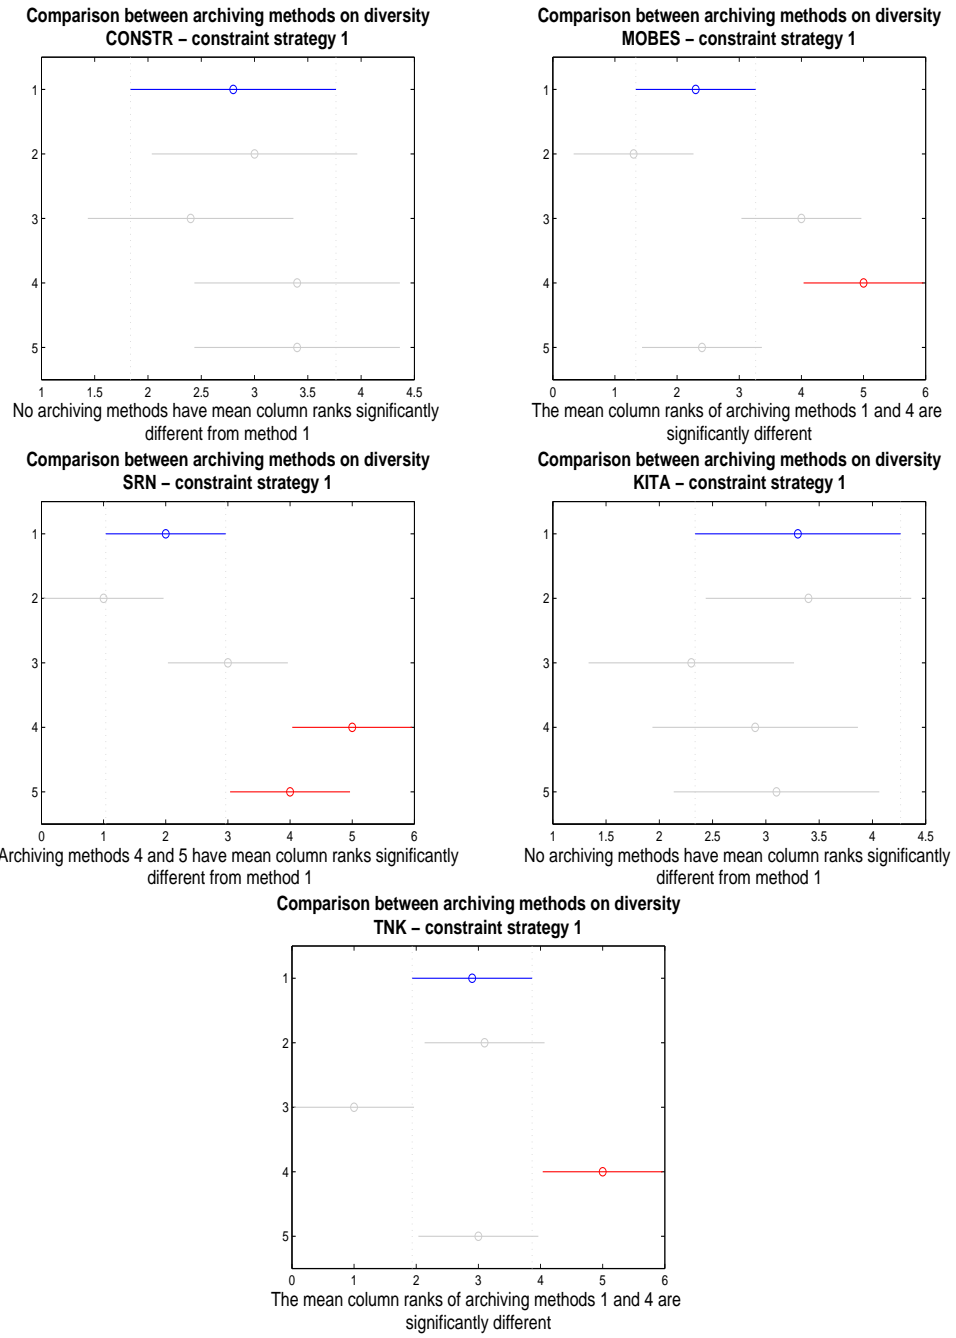 Comparison between archiving methods on diversity
CONSTR – constraint strategy 1
1
2
3
4
5
1 1.5 2 2.5 3 3.5 4 4.5
No archiving methods have mean column ranks significantly
different from method 1
Comparison between archiving methods on diversity
MOBES – constraint strategy 1
1
2
3
4
5
0 1 2 3 4 5 6
The mean column ranks of archiving methods 1 and 4 are
significantly different
Comparison between archiving methods on diversity
SRN – constraint strategy 1
1
2
3
4
5
0 1 2 3 4 5 6
Archiving methods 4 and 5 have mean column ranks significantly
different from method 1
Comparison between archiving methods on diversity
KITA – constraint strategy 1
1
2
3
4
5
1 1.5 2 2.5 3 3.5 4 4.5
No archiving methods have mean column ranks significantly
different from method 1
Comparison between archiving methods on diversity
TNK – constraint strategy 1
1
2
3
4
5
0 1 2 3 4 5 6
The mean column ranks of archiving methods 1 and 4 are
significantly different